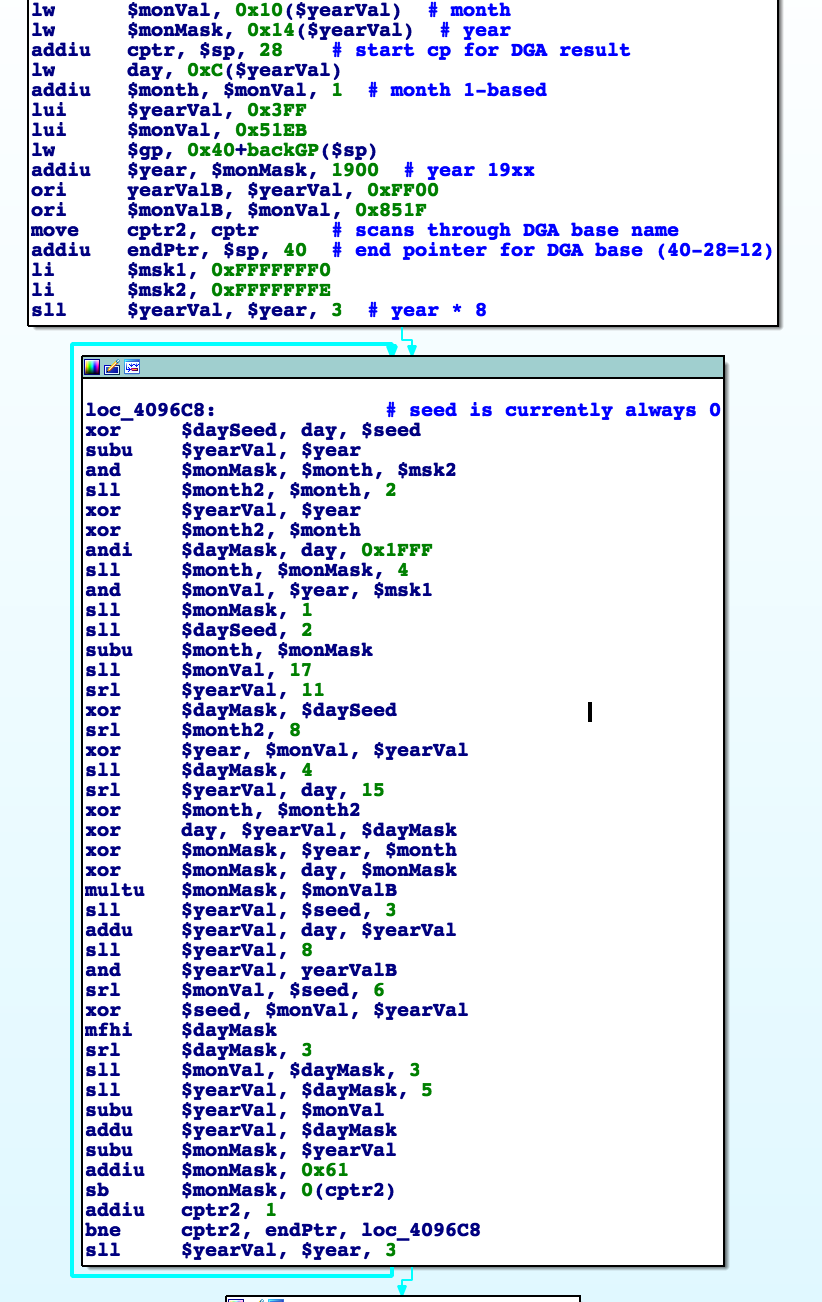 lw $monVal, 0x10($yearVal) # month
lw $monMask, 0x14($yearVal) # year
addiu cptr, $sp, 28 # start cp for DGA result
lw day, 0xC($yearVal)
addiu $month, $monVal, 1 # month 1-based
lui $yearVal, 0x3FF
lui $monVal, 0x51EB
lw $gp, 0x40+backGP($sp)
addiu $year, $monMask, 1900 # year 19xx
ori yearValB, $yearVal, 0xFF00
ori $monValB, $monVal, 0x851F
move cptr2, cptr # scans through DGA base name
addiu endPtr, $sp, 40 # end pointer for DGA base (40-28=12)
li $msk1, 0xFFFFFFF0
li $msk2, 0xFFFFFFFE
sll $yearVal, $year, 3 # year * 8
loc_4096C8: # seed is currently always 0
xor $daySeed, day, $seed
subu $yearVal, $year
and $monMask, $month, $msk2
sll $month2, $month, 2
xor $yearVal, $year
xor $month2, $month
andi $dayMask, day, 0x1FFF
sll $month, $monMask, 4
and $monVal, $year, $msk1
sll $monMask, 1
sll $daySeed, 2
subu $month, $monMask
sll $monVal, 17
srl $yearVal, 11
xor $dayMask, $daySeed
srl $month2, 8
xor $year, $monVal, $yearVal
sll $dayMask, 4
srl $yearVal, day, 15
xor $month, $month2
xor day, $yearVal, $dayMask
xor $monMask, $year, $month
xor $monMask, day, $monMask
multu $monMask, $monValB
sll $yearVal, $seed, 3
addu $yearVal, day, $yearVal
sll $yearVal, 8
and $yearVal, yearValB
srl $monVal, $seed, 6
xor $seed, $monVal, $yearVal
mfhi $dayMask
srl $dayMask, 3
sll $monVal, $dayMask, 3
sll $yearVal, $dayMask, 5
subu $yearVal, $monVal
addu $yearVal, $dayMask
subu $monMask, $yearVal
addiu $monMask, 0x61
sb $monMask, 0(cptr2)
addiu cptr2, 1
bne cptr2, endPtr, loc_4096C8
sll $yearVal, $year, 3